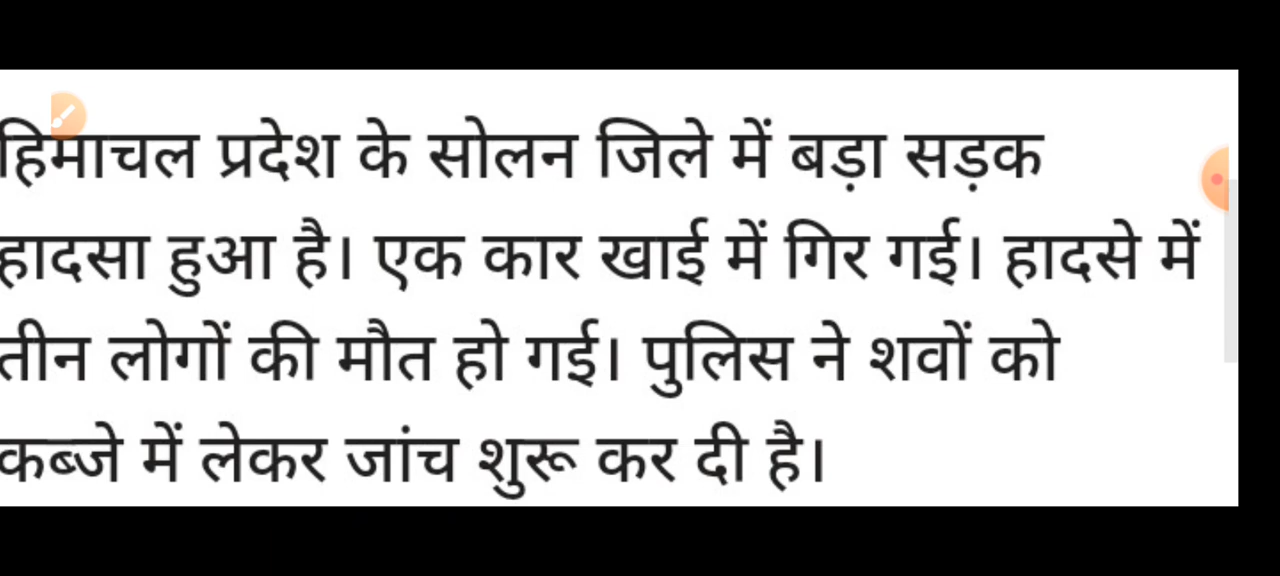 हिमाचल प्रदेश के सोलन जिले में बड़ा सड़क
हादसा हुआ है। एक कार खाई में गिर गई। हादसे में
तीन लोगों की मौत हो गई। पुलिस ने शवों को
कब्जे में लेकर जांच शुरू कर दी है।